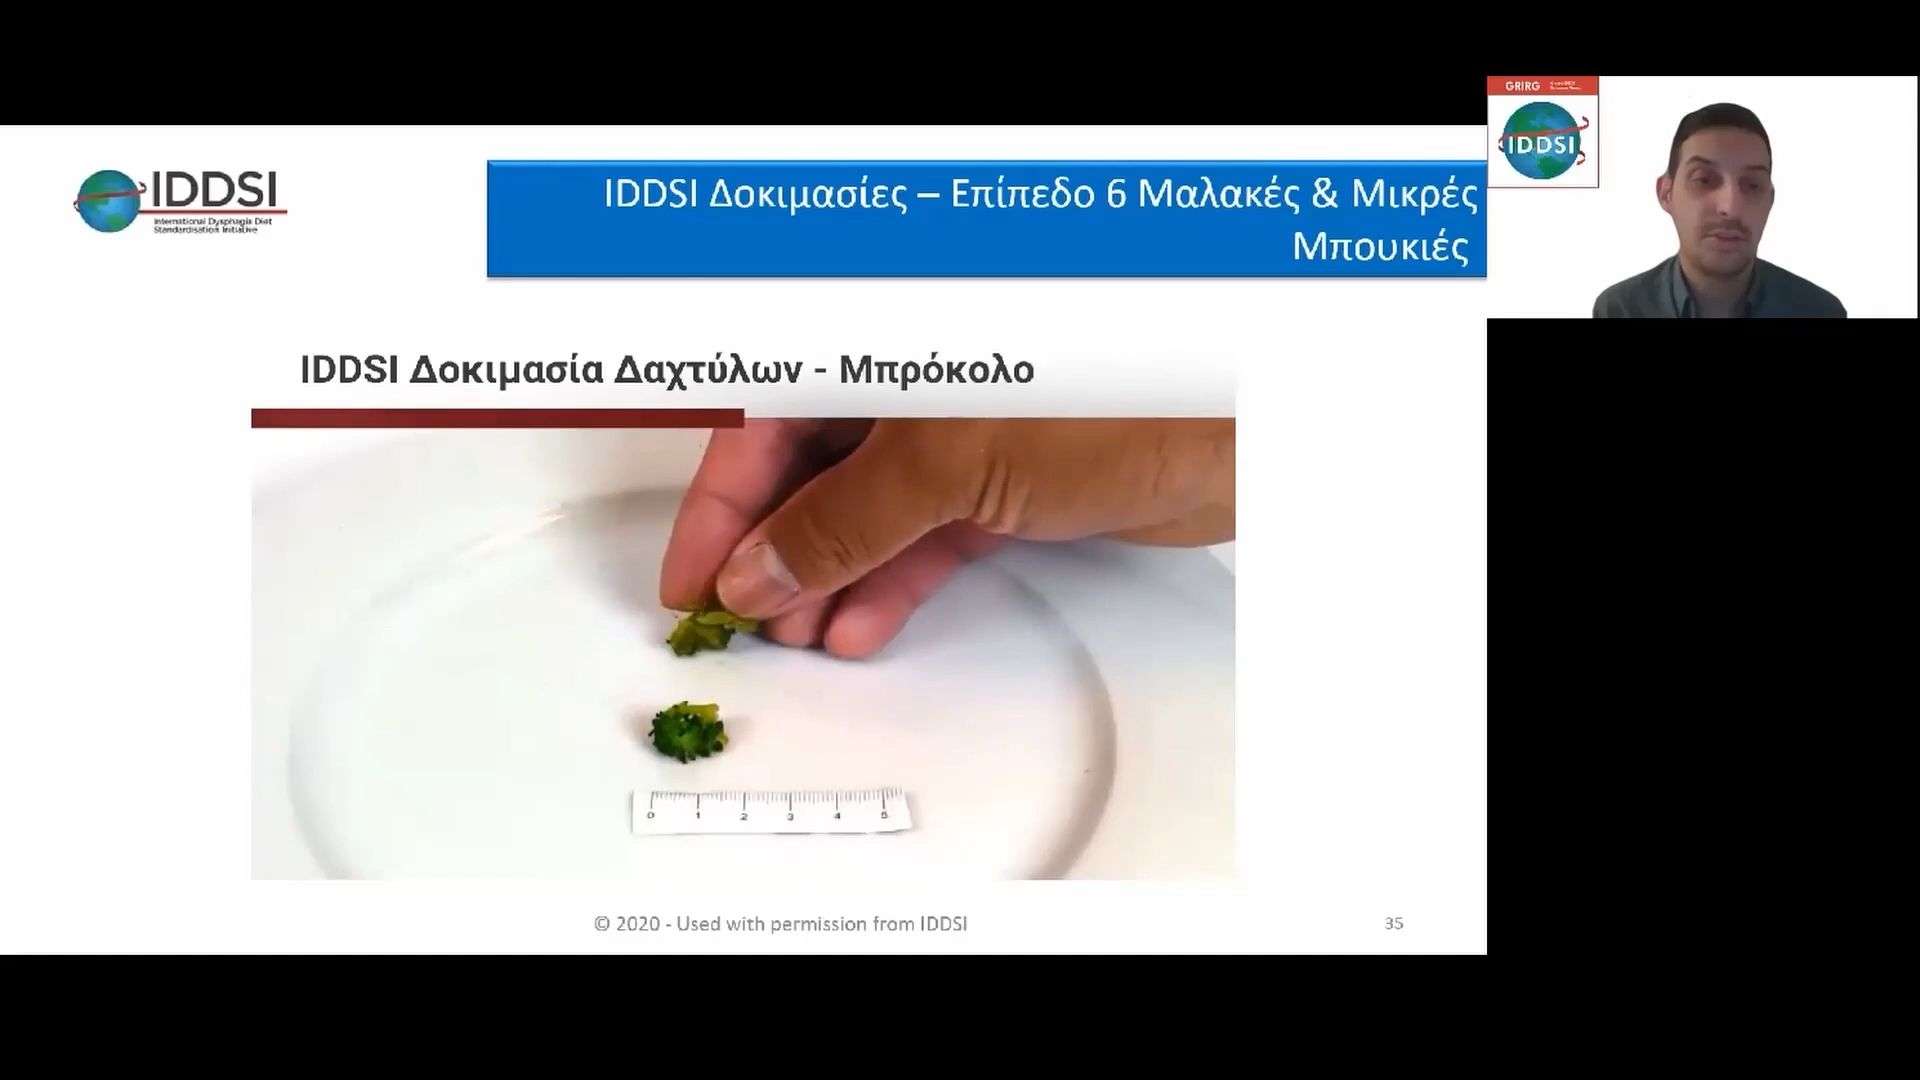 IDDSI
International Dysphagia Diet
Standardisation Initiative
IDDSI Δοκιμασίες – Επίπεδο 6 Μαλακές & Μικρές
Μπουκιές
GRIRG
IDDSI
IDDSI Δοκιμασία Δαχτύλων - Μπρόκολο
0 1 2 3 4 5
© 2020 - Used with permission from IDDSI
35